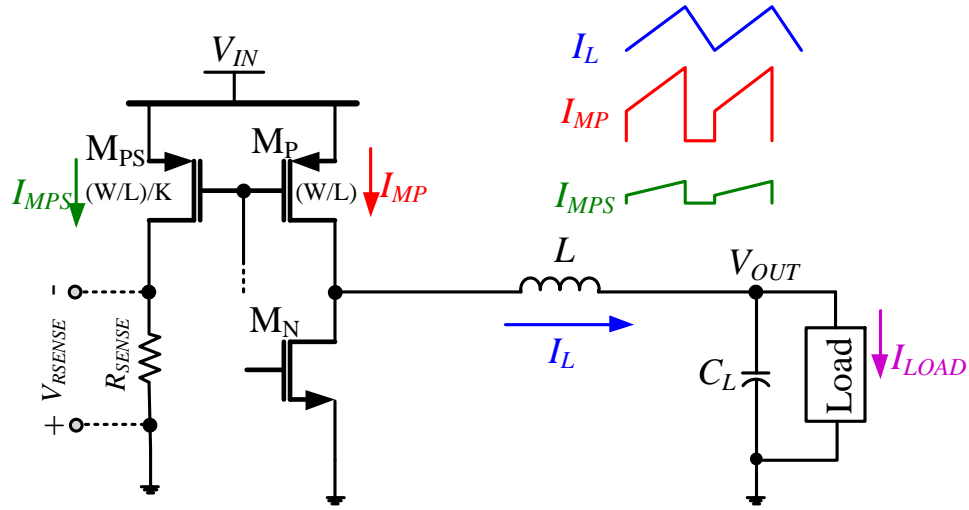 V_IN
I_L
I_MP
I_MPS
M_PS
M_P
I_MPS
(W/L)/K
(W/L)
I_MP
-
V_RSENSE
R_SENSE
+
M_N
L
I_L
V_OUT
C_L
Load
I_LOAD